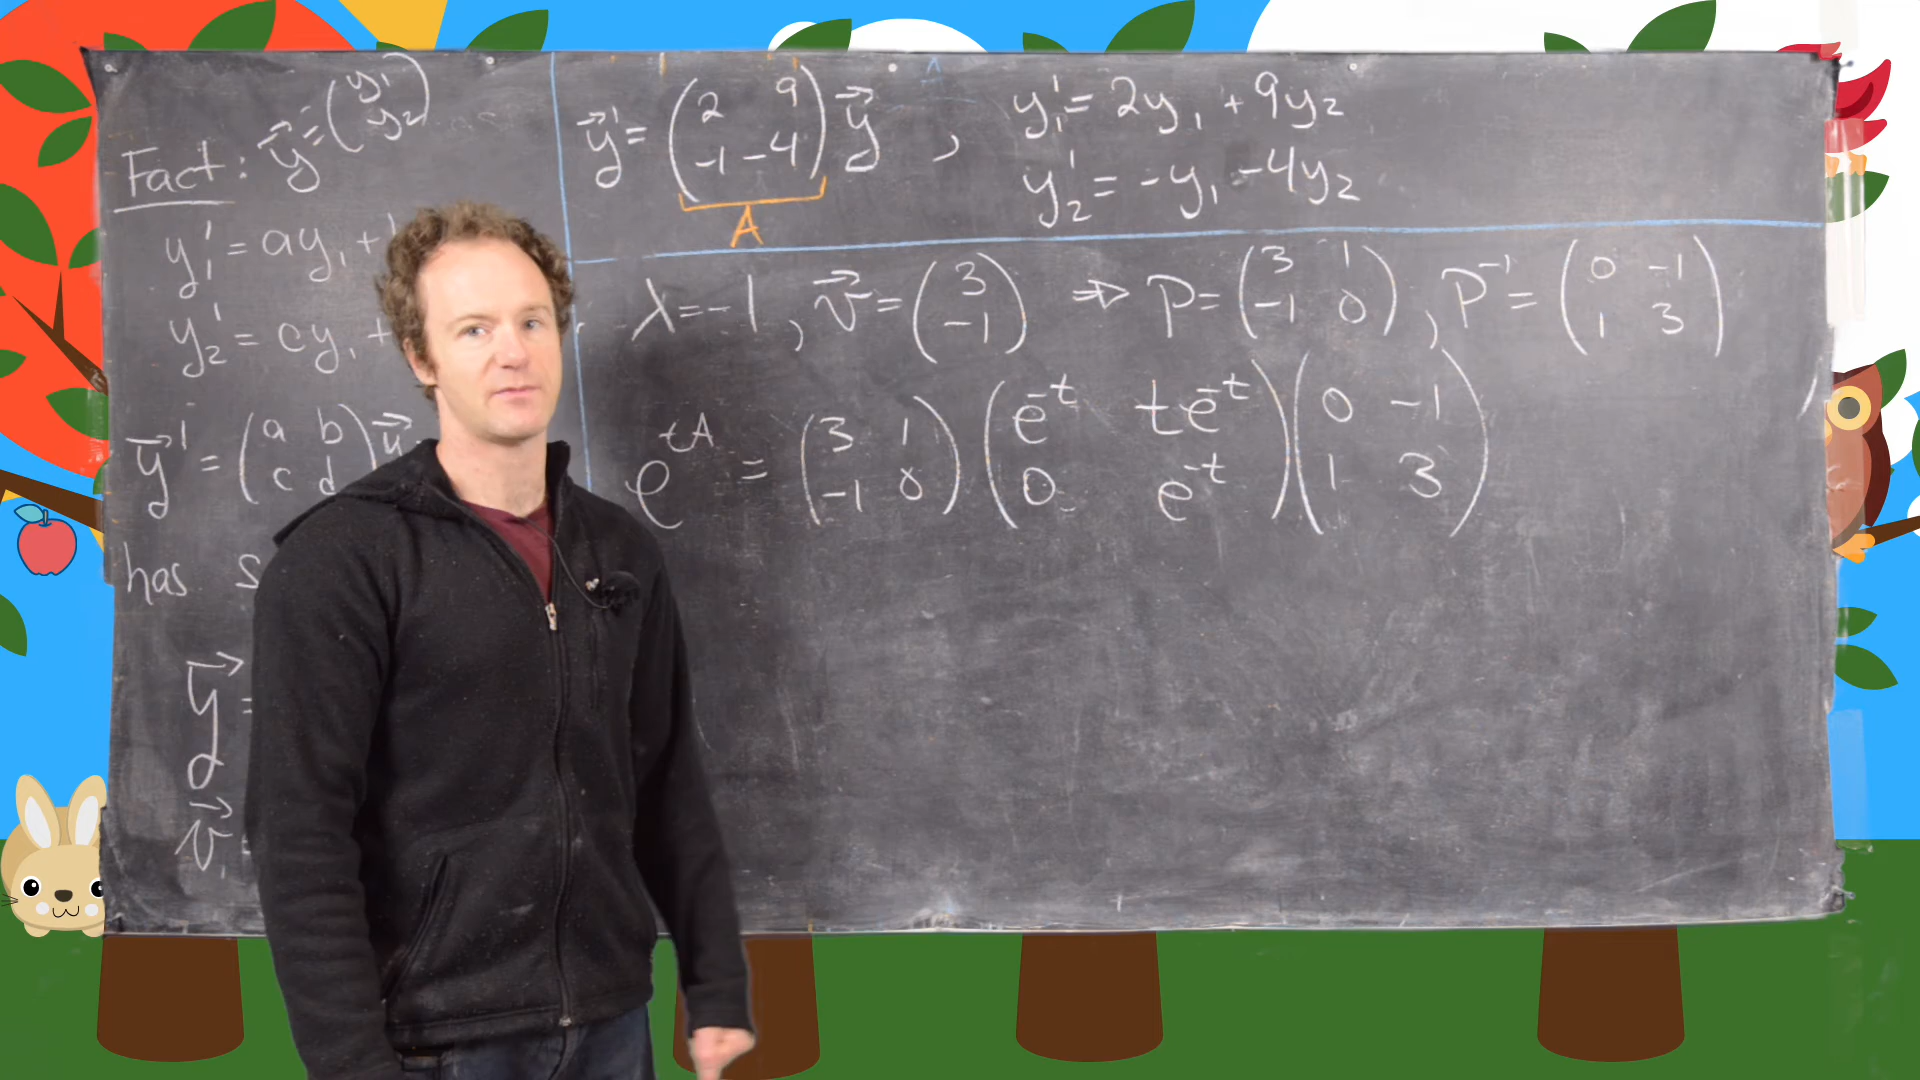 Fact: y⃗ = (y₁ y₂)
y₁' = ay₁ +
y₂' = cy₁ +
y⃗' = (a b; c d) y⃗
has s
y⃗ =
v⃗₁ =
y⃗' = (2 9; -1 -4) y⃗ , y₁' = 2y₁ + 9y₂
A y₂' = -y₁ -4y₂
λ=-1, v⃗ = (3; -1) ⇒ P = (3 1; -1 0), P⁻¹ = (0 -1; 1 3)
e^{tA} = (3 1; -1 0) (e^{-t} te^{-t}; 0 e^{-t}) (0 -1; 1 3)